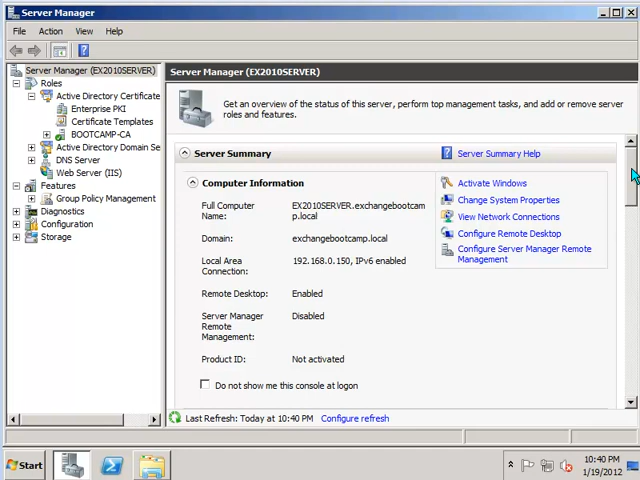 Server Manager
File Action View Help
Server Manager (EX2010SERVER)
Roles
Active Directory Certificate
Enterprise PKI
Certificate Templates
BOOTCAMP-CA
Active Directory Domain Se
DNS Server
Web Server (IIS)
Features
Group Policy Management
Diagnostics
Configuration
Storage
Server Manager (EX2010SERVER)
Get an overview of the status of this server, perform top management tasks, and add or remove server
roles and features.
Server Summary
Server Summary Help
Computer Information
Full Computer
Name:
EX2010SERVER.exchangebootcam
p.local
Domain:
exchangebootcamp.local
Local Area
Connection:
192.168.0.150, IPv6 enabled
Remote Desktop:
Enabled
Server Manager
Remote
Management:
Disabled
Product ID:
Not activated
Do not show me this console at logon
Activate Windows
Change System Properties
View Network Connections
Configure Remote Desktop
Configure Server Manager Remote
Management
Last Refresh: Today at 10:40 PM Configure refresh
Start
10:40 PM
1/19/2012